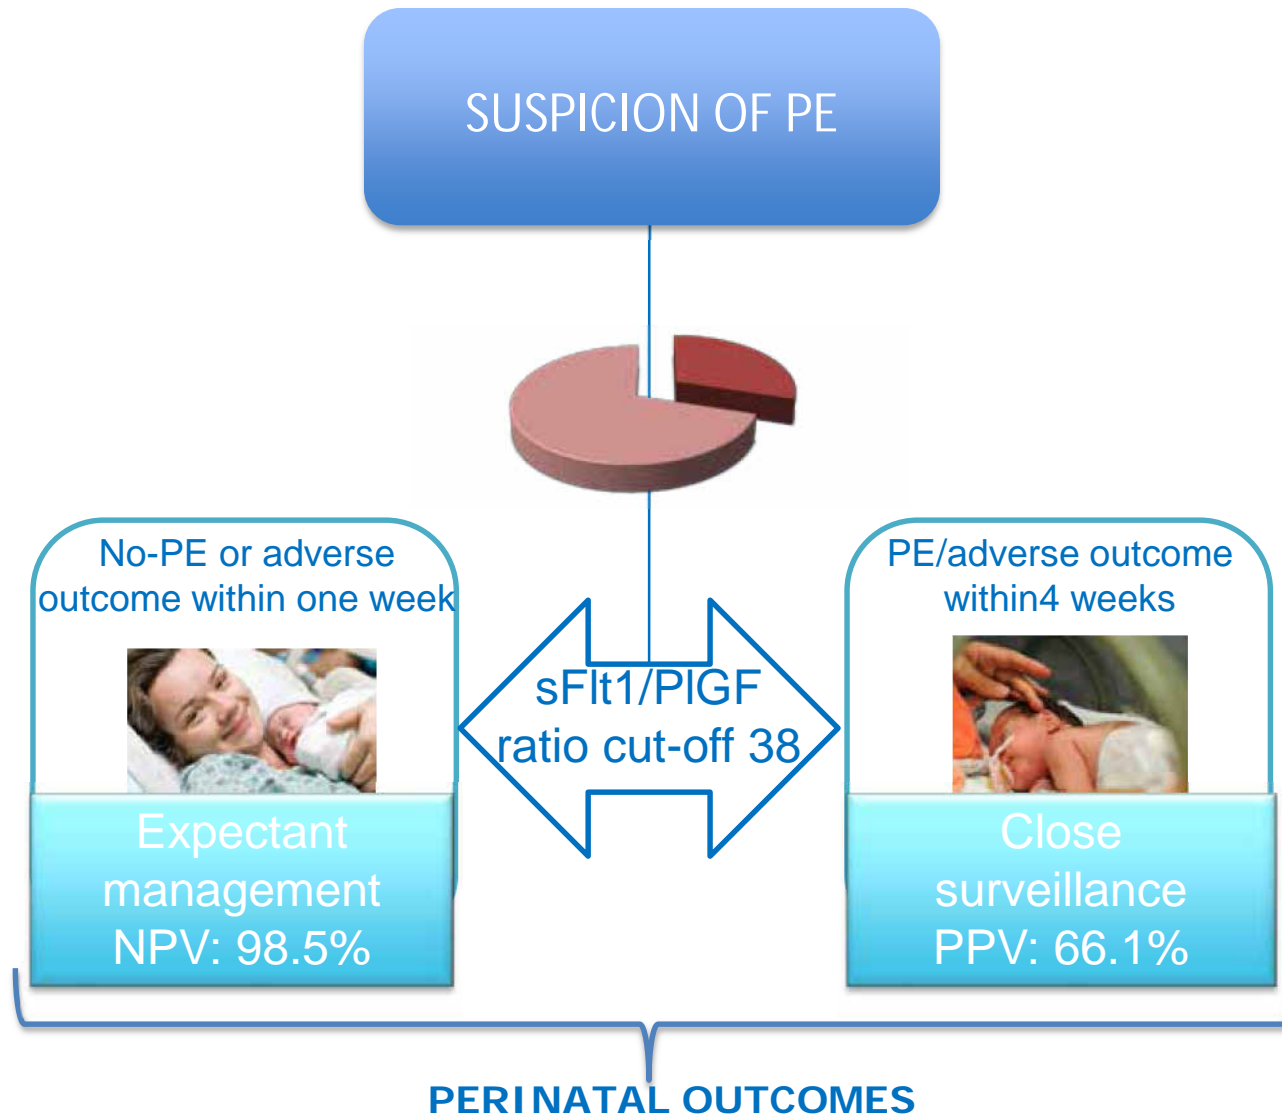 SUSPICION OF PE
No-PE or adverse
outcome within one week
PE/adverse outcome
within4 weeks
sFlt1/PlGF
ratio cut-off 38
Expectant
management
NPV: 98.5%
Close
surveillance
PPV: 66.1%
PERINATAL OUTCOMES